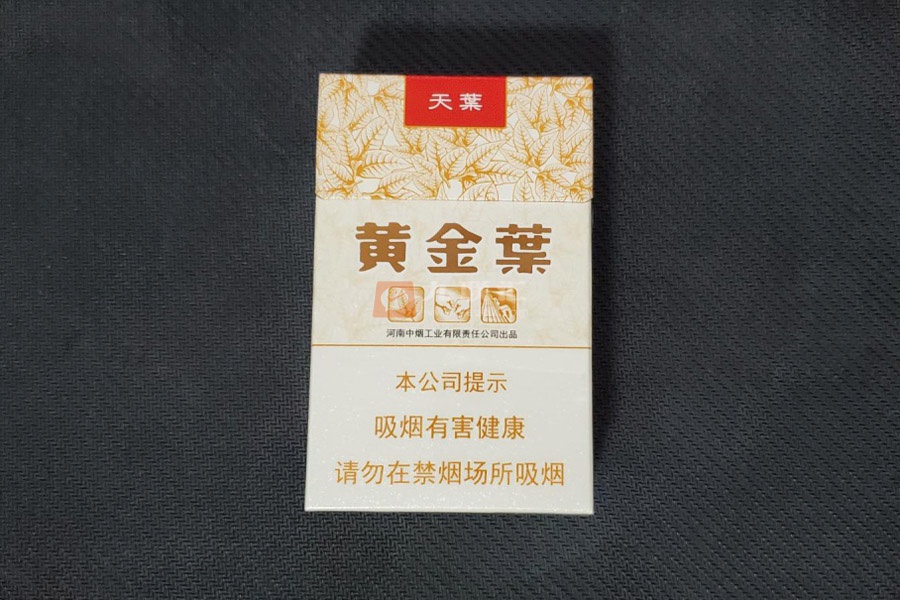 天葉
黄金葉
河南中烟工业有限责任公司出品
本公司提示
吸烟有害健康
请勿在禁烟场所吸烟